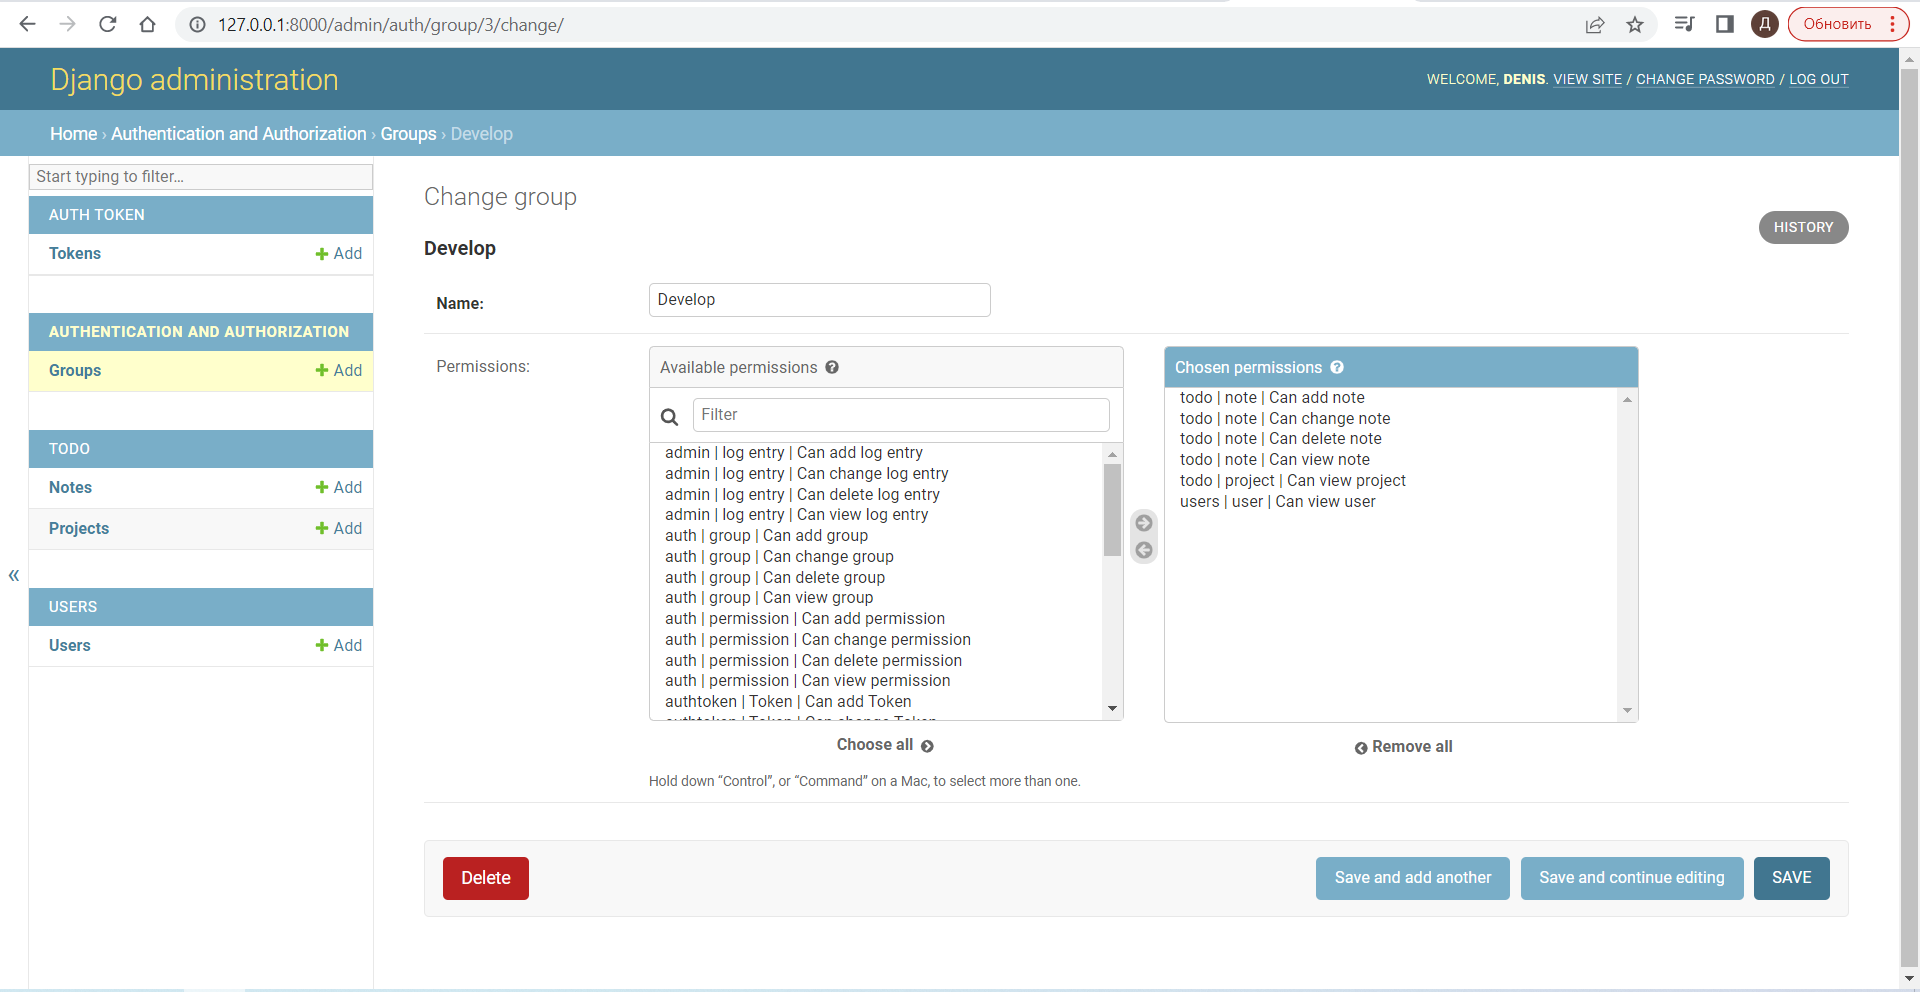 127.0.0.1:8000/admin/auth/group/3/change/
Д
Обновить
Django administration
WELCOME, DENIS. VIEW SITE / CHANGE PASSWORD / LOG OUT
Home › Authentication and Authorization › Groups › Develop
Start typing to filter...
AUTH TOKEN
Tokens
Add
AUTHENTICATION AND AUTHORIZATION
Groups
Add
TODO
Notes
Add
Projects
Add
«
USERS
Users
Add
Change group
HISTORY
Develop
Name:
Develop
Permissions:
Available permissions ?
Filter
admin | log entry | Can add log entry
admin | log entry | Can change log entry
admin | log entry | Can delete log entry
admin | log entry | Can view log entry
auth | group | Can add group
auth | group | Can change group
auth | group | Can delete group
auth | group | Can view group
auth | permission | Can add permission
auth | permission | Can change permission
auth | permission | Can delete permission
auth | permission | Can view permission
authtoken | Token | Can add Token
authtoken | Token | Can change Token
Choose all
Hold down “Control”, or “Command” on a Mac, to select more than one.
Chosen permissions ?
todo | note | Can add note
todo | note | Can change note
todo | note | Can delete note
todo | note | Can view note
todo | project | Can view project
users | user | Can view user
Remove all
Delete
Save and add another
Save and continue editing
SAVE